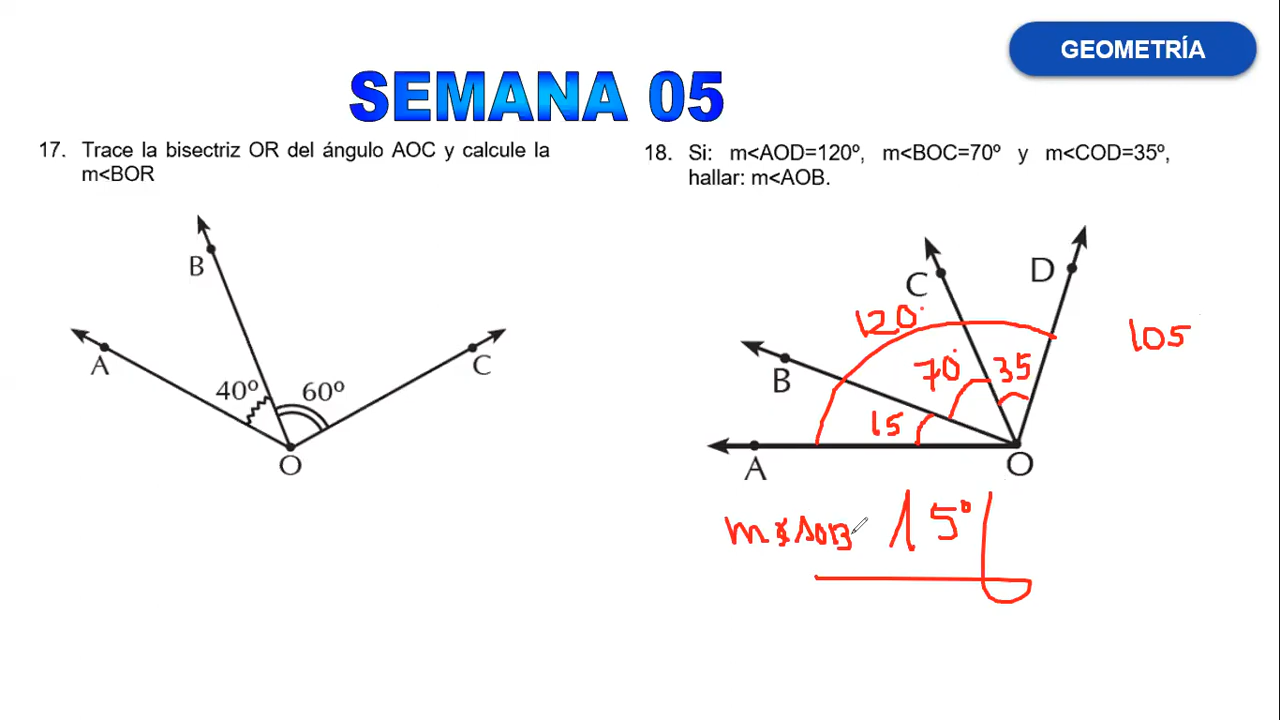 GEOMETRÍA
SEMANA 05
17. Trace la bisectriz OR del ángulo AOC y calcule la
m<BOR
B
A
C
40º
60º
O
18. Si: m<AOD=120º, m<BOC=70º y m<COD=35º,
hallar: m<AOB.
C
D
120°
105
70°
35
B
15
A
O
m∢AOB 15°